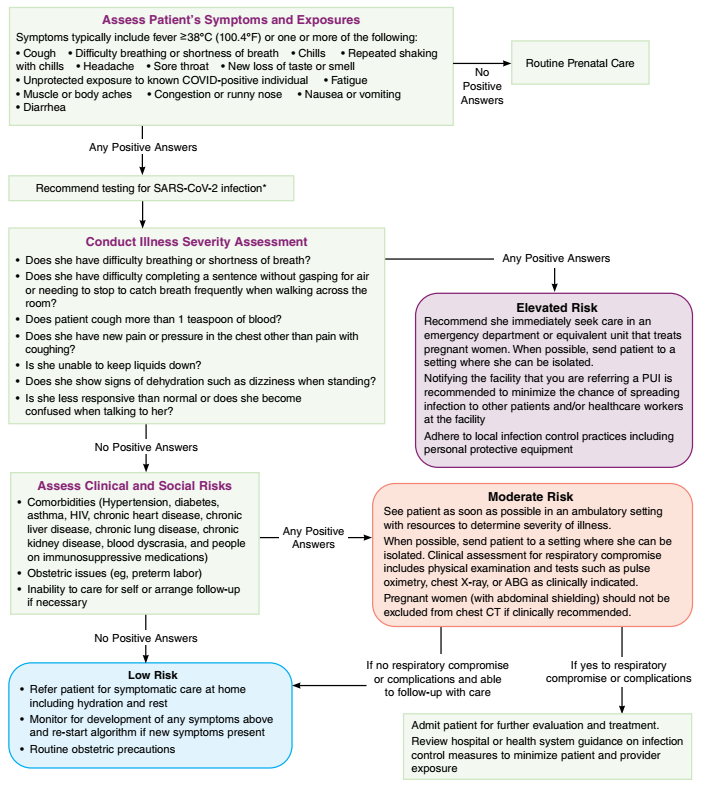 Assess Patient's Symptoms and Exposures
Symptoms typically include fever ≥38°C (100.4°F) or one or more of the following:
• Cough • Difficulty breathing or shortness of breath • Chills • Repeated shaking
with chills • Headache • Sore throat • New loss of taste or smell
• Unprotected exposure to known COVID-positive individual • Fatigue
• Muscle or body aches • Congestion or runny nose • Nausea or vomiting
• Diarrhea
No
Positive
Answers
Routine Prenatal Care
Any Positive Answers
Recommend testing for SARS-CoV-2 infection*
Conduct Illness Severity Assessment
• Does she have difficulty breathing or shortness of breath?
• Does she have difficulty completing a sentence without gasping for air
or needing to stop to catch breath frequently when walking across the
room?
• Does patient cough more than 1 teaspoon of blood?
• Does she have new pain or pressure in the chest other than pain with
coughing?
• Is she unable to keep liquids down?
• Does she show signs of dehydration such as dizziness when standing?
• Is she less responsive than normal or does she become
confused when talking to her?
Any Positive Answers
Elevated Risk
Recommend she immediately seek care in an
emergency department or equivalent unit that treats
pregnant women. When possible, send patient to a
setting where she can be isolated.
Notifying the facility that you are referring a PUI is
recommended to minimize the chance of spreading
infection to other patients and/or healthcare workers
at the facility
Adhere to local infection control practices including
personal protective equipment
No Positive Answers
Assess Clinical and Social Risks
• Comorbidities (Hypertension, diabetes,
asthma, HIV, chronic heart disease, chronic
liver disease, chronic lung disease, chronic
kidney disease, blood dyscrasia, and people
on immunosuppressive medications)
• Obstetric issues (eg, preterm labor)
• Inability to care for self or arrange follow-up
if necessary
Any Positive
Answers
Moderate Risk
See patient as soon as possible in an ambulatory setting
with resources to determine severity of illness.
When possible, send patient to a setting where she can be
isolated. Clinical assessment for respiratory compromise
includes physical examination and tests such as pulse
oximetry, chest X-ray, or ABG as clinically indicated.
Pregnant women (with abdominal shielding) should not be
excluded from chest CT if clinically recommended.
No Positive Answers
Low Risk
• Refer patient for symptomatic care at home
including hydration and rest
• Monitor for development of any symptoms above
and re-start algorithm if new symptoms present
• Routine obstetric precautions
If no respiratory compromise
or complications and able
to follow-up with care
If yes to respiratory
compromise or complications
Admit patient for further evaluation and treatment.
Review hospital or health system guidance on infection
control measures to minimize patient and provider
exposure